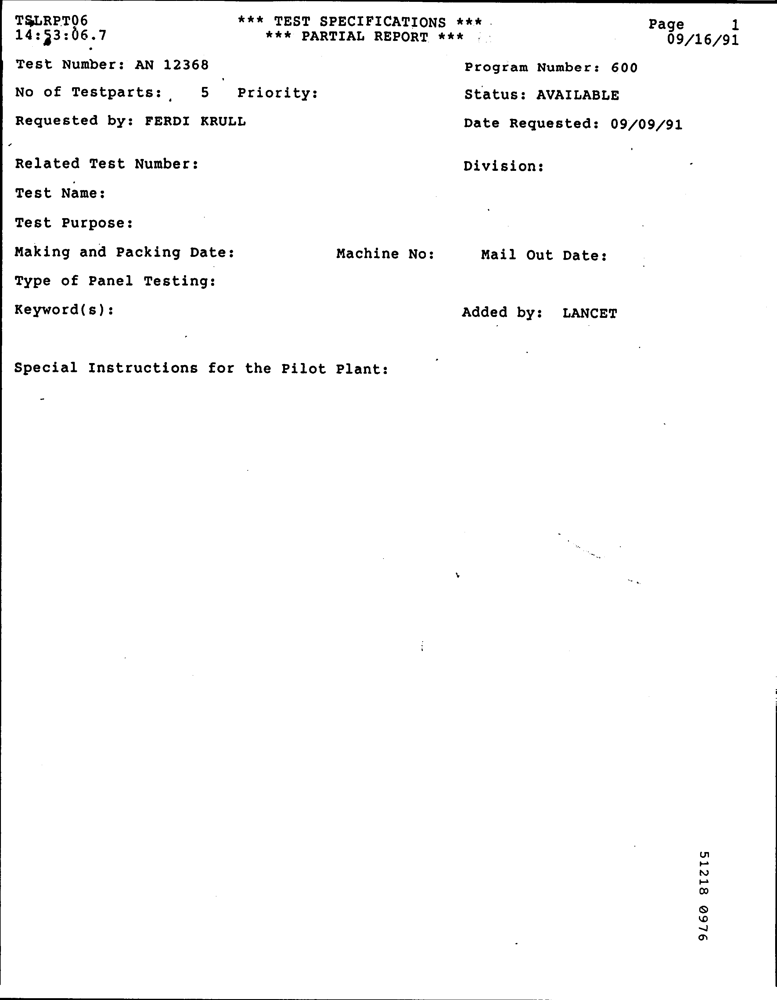 TSLRPT06 *** TEST SPECIFICATIONS *** Page 1
14:53:06.7 *** PARTIAL REPORT *** 09/16/91
Test Number: AN 12368 Program Number: 600
No of Testparts: 5 Priority: Status: AVAILABLE
Requested by: FERDI KRULL Date Requested: 09/09/91
Related Test Number: Division:
Test Name:
Test Purpose:
Making and Packing Date: Machine No: Mail Out Date:
Type of Panel Testing:
Keyword(s): Added by: LANCET
Special Instructions for the Pilot Plant:
51218 0976